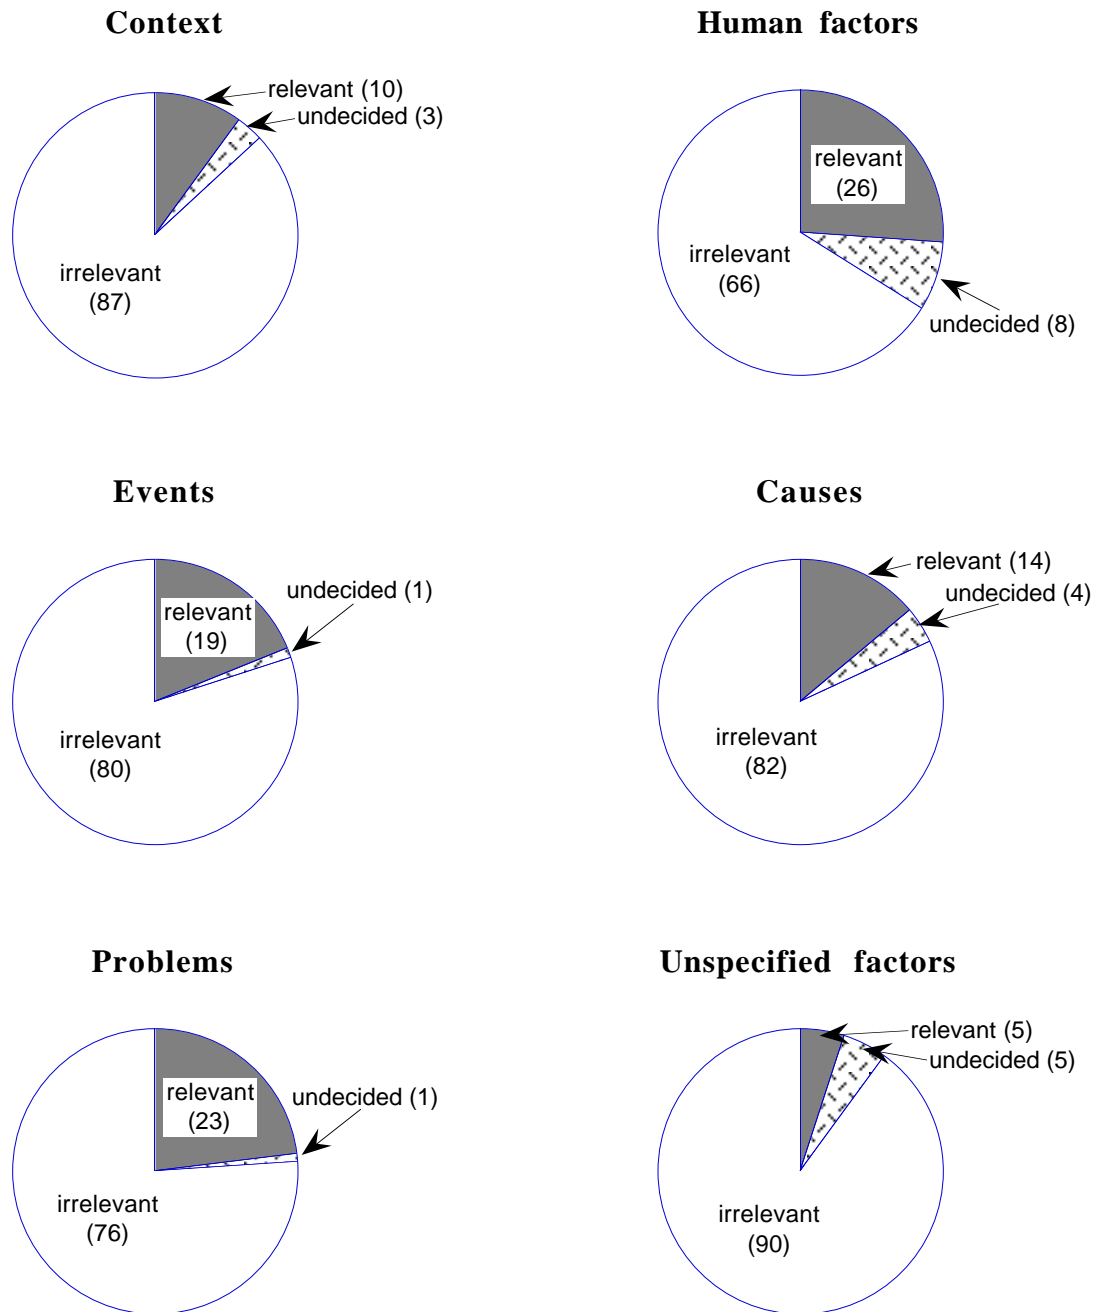 Context
relevant (10)
undecided (3)
irrelevant
(87)
Human factors
relevant
(26)
irrelevant
(66)
undecided (8)
Events
undecided (1)
relevant
(19)
irrelevant
(80)
Causes
relevant (14)
undecided (4)
irrelevant
(82)
Problems
relevant
(23)
undecided (1)
irrelevant
(76)
Unspecified factors
relevant (5)
undecided (5)
irrelevant
(90)